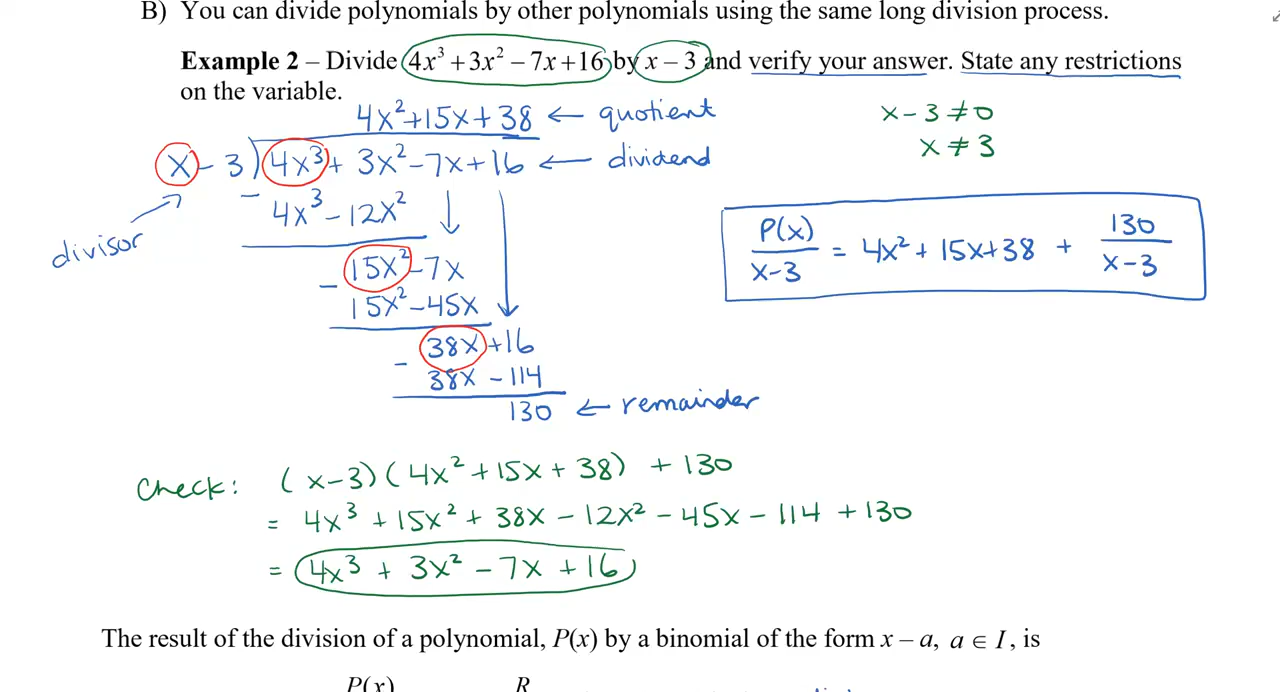 B) You can divide polynomials by other polynomials using the same long division process.
Example 2 – Divide 4x³ + 3x² − 7x + 16 by x − 3 and verify your answer. State any restrictions
on the variable.
4x² + 15x + 38 ← quotient
x − 3 ) 4x³ + 3x² − 7x + 16 ← dividend
− 4x³ − 12x² ↓
divisor
15x² − 7x
− 15x² − 45x
38x + 16
− 38x − 114
130 ← remainder
x − 3 ≠ 0
x ≠ 3
P(x)/(x−3) = 4x² + 15x + 38 + 130/(x−3)
Check: (x−3)(4x² + 15x + 38) + 130
= 4x³ + 15x² + 38x − 12x² − 45x − 114 + 130
= 4x³ + 3x² − 7x + 16
The result of the division of a polynomial, P(x) by a binomial of the form x − a, a ∈ I, is
P(x) R